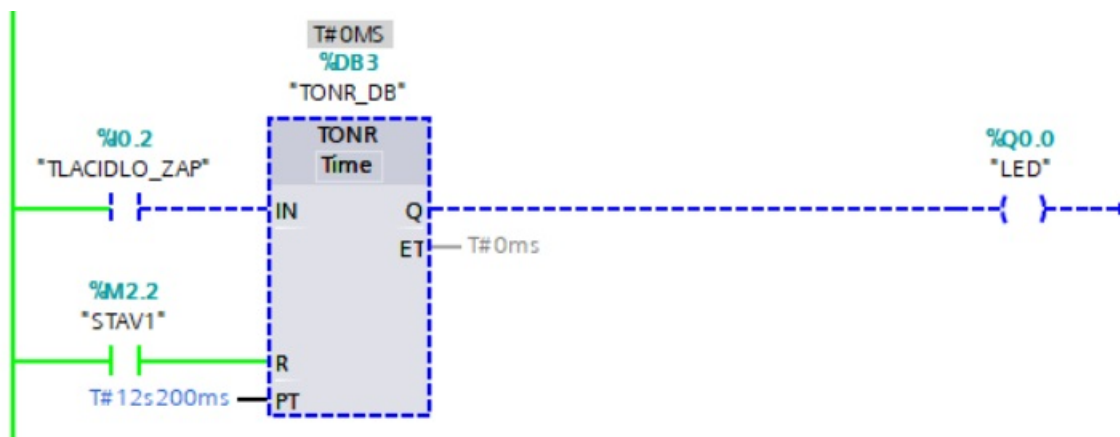 T#0MS
%DB3
"TONR_DB"
TONR
Time
%I0.2
"TLACIDLO_ZAP"
IN
Q
%Q0.0
"LED"
ET
T#0ms
%M2.2
"STAV1"
R
T#12s200ms
PT